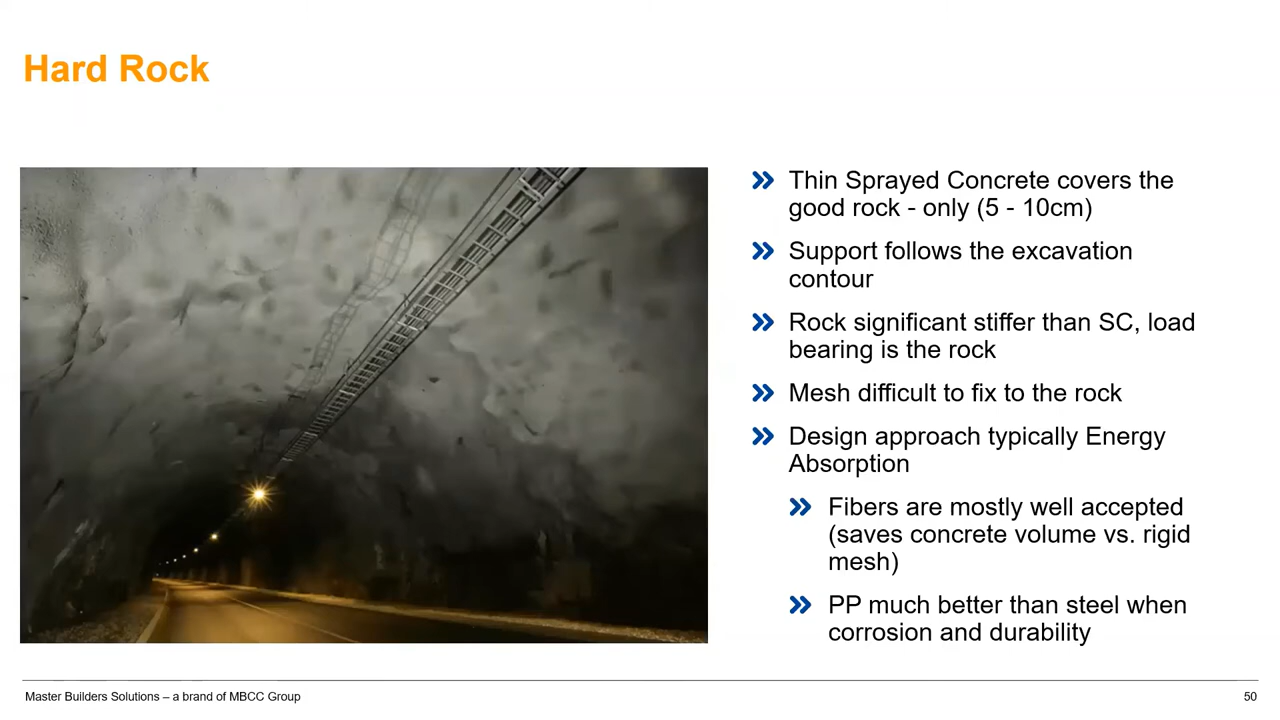 Hard Rock
Thin Sprayed Concrete covers the
good rock - only (5 - 10cm)
Support follows the excavation
contour
Rock significant stiffer than SC, load
bearing is the rock
Mesh difficult to fix to the rock
Design approach typically Energy
Absorption
Fibers are mostly well accepted
(saves concrete volume vs. rigid
mesh)
PP much better than steel when
corrosion and durability
Master Builders Solutions – a brand of MBCC Group
50